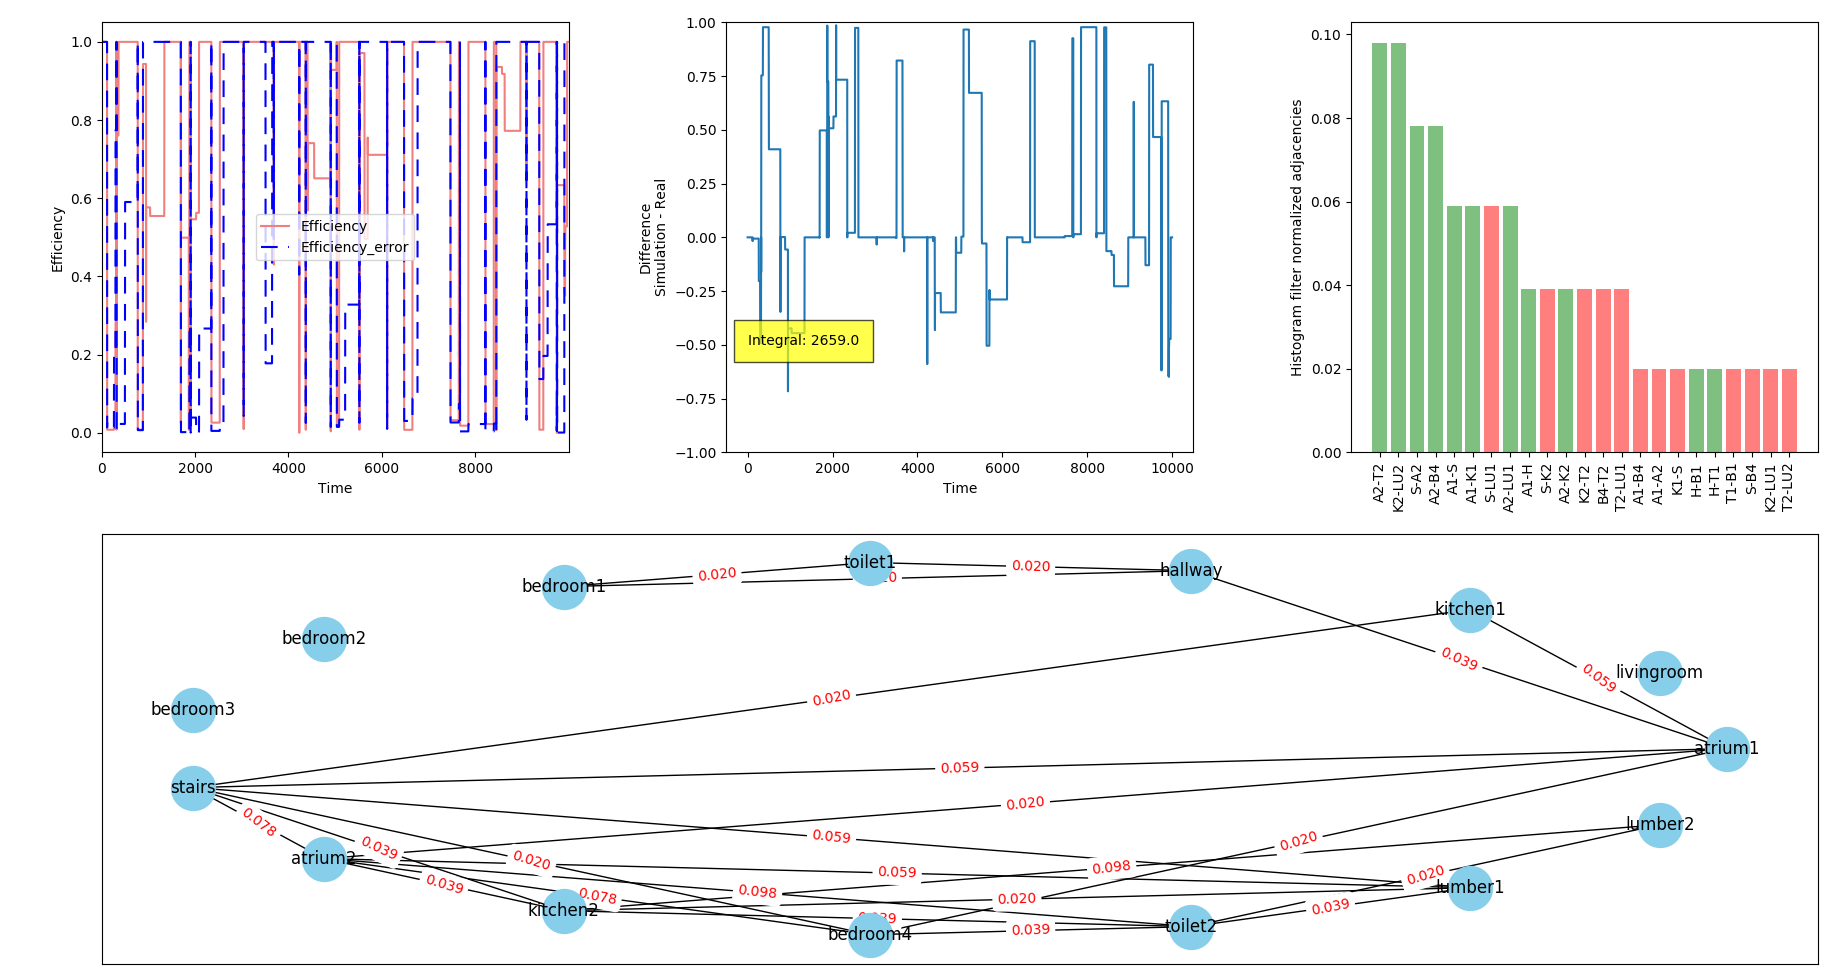 1.0
0.8
0.6
0.4
0.2
0.0
Efficiency
0
2000
4000
6000
8000
Time
Efficiency
Efficiency_error
1.00
0.75
0.50
0.25
0.00
−0.25
−0.50
−0.75
−1.00
Difference
Simulation - Real
Integral: 2659.0
0
2000
4000
6000
8000
10000
Time
0.10
0.08
0.06
0.04
0.02
0.00
Histogram filter normalized adjacencies
A2-T2
K2-LU2
S-A2
A2-B4
A1-S
A1-K1
S-LU1
A2-LU1
A1-H
S-K2
A2-K2
K2-T2
B4-T2
T2-LU1
A1-B4
A1-A2
K1-S
H-B1
H-T1
T1-B1
S-B4
K2-LU1
T2-LU2
toilet1
hallway
bedroom1
0.020
0.020
kitchen1
bedroom2
0.039
0.059
livingroom
bedroom3
0.020
atrium1
0.059
stairs
0.020
0.078
0.059
0.020
lumber2
0.039
0.020
atrium2
0.098
0.059
0.020
0.039
0.078
0.098
lumber1
0.020
kitchen2
0.039
bedroom4
0.039
toilet2